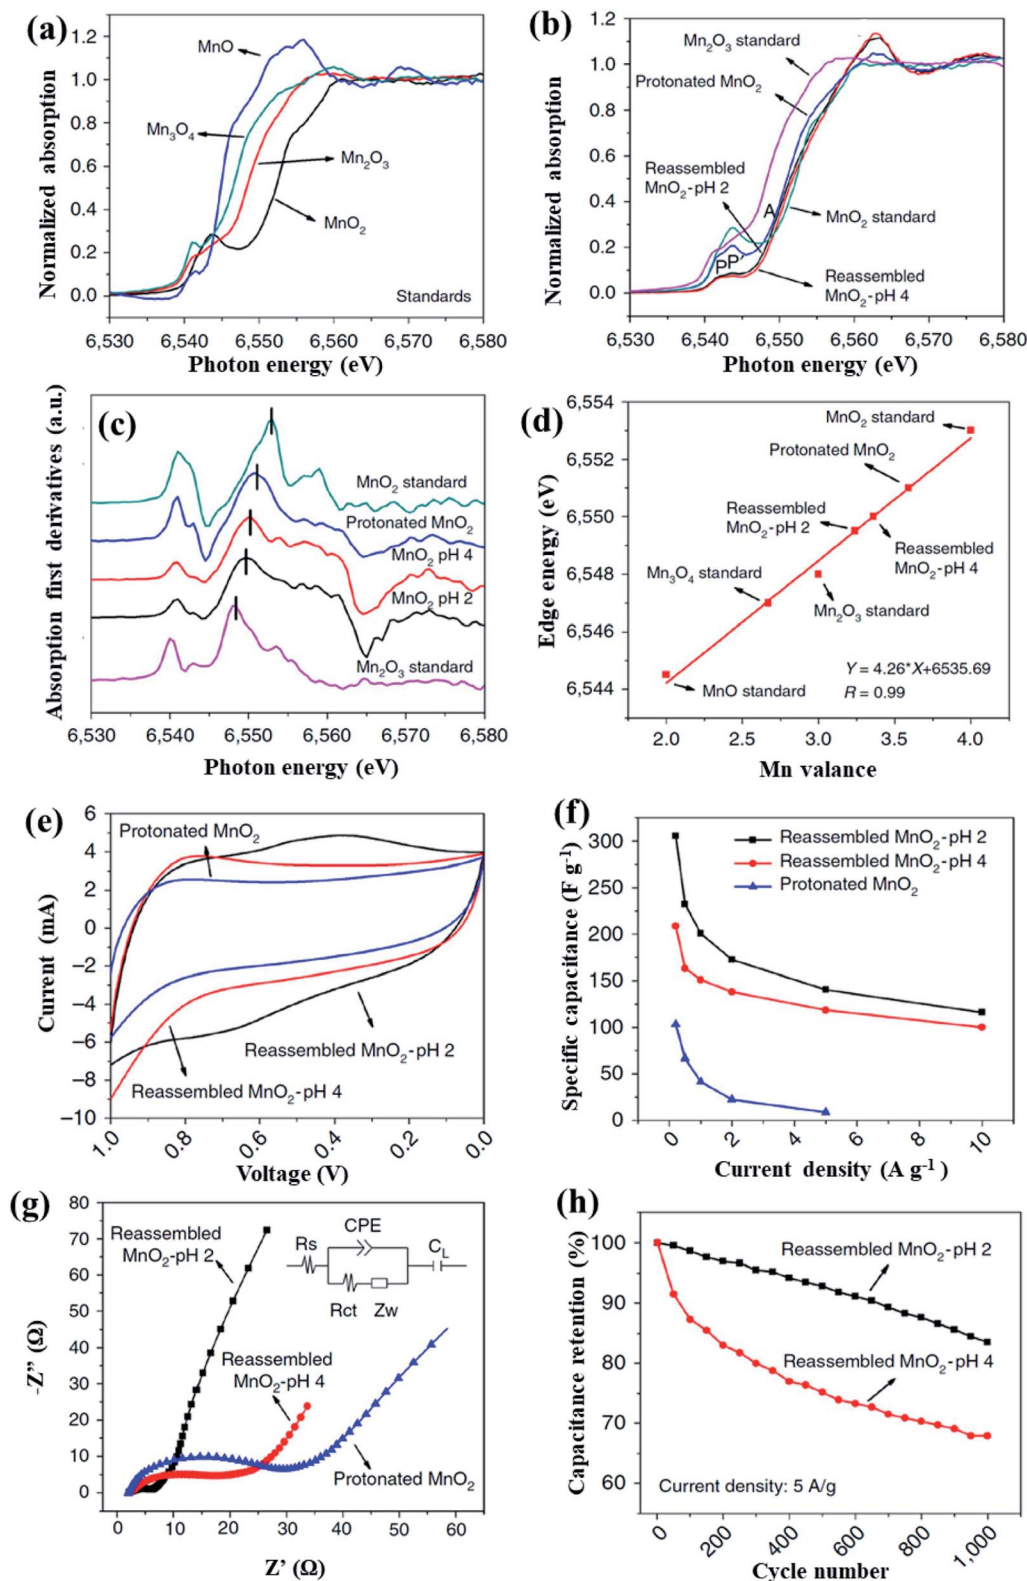 (a)
1.2
1.0
0.8
0.6
0.4
0.2
0.0
Normalized absorption
MnO
Mn₃O₄
Mn₂O₃
MnO₂
Standards
6,530 6,540 6,550 6,560 6,570 6,580
Photon energy (eV)
(b)
1.2
1.0
0.8
0.6
0.4
0.2
0.0
Normalized absorption
Mn₂O₃ standard
Protonated MnO₂
Reassembled
MnO₂-pH 2
A
PP'
MnO₂ standard
Reassembled
MnO₂-pH 4
6,530 6,540 6,550 6,560 6,570 6,580
Photon energy (eV)
(c)
Absorption first derivatives (a.u.)
MnO₂ standard
Protonated MnO₂
MnO₂ pH 4
MnO₂ pH 2
Mn₂O₃ standard
6,530 6,540 6,550 6,560 6,570 6,580
Photon energy (eV)
(d)
6,554
6,552
6,550
6,548
6,546
6,544
Edge energy (eV)
MnO₂ standard
Protonated MnO₂
Reassembled
MnO₂-pH 2
Reassembled
MnO₂-pH 4
Mn₃O₄ standard
Mn₂O₃ standard
MnO standard
Y = 4.26*X+6535.69
R = 0.99
2.0 2.5 3.0 3.5 4.0
Mn valance
(e)
6
4
2
0
−2
−4
−6
−8
−10
Current (mA)
Protonated MnO₂
Reassembled MnO₂-pH 2
Reassembled MnO₂-pH 4
1.0 0.8 0.6 0.4 0.2 0.0
Voltage (V)
(f)
300
250
200
150
100
50
0
Specific capacitance (F g⁻¹)
Reassembled MnO₂-pH 2
Reassembled MnO₂-pH 4
Protonated MnO₂
0 2 4 6 8 10
Current density (A g⁻¹)
(g)
80
70
60
50
40
30
20
10
0
-Z” (Ω)
Reassembled
MnO₂-pH 2
CPE
Rs
C_L
Rct Zw
Reassembled
MnO₂-pH 4
Protonated MnO₂
0 10 20 30 40 50 60
Z’ (Ω)
(h)
100
90
80
70
60
Capacitance retention (%)
Reassembled MnO₂-pH 2
Reassembled MnO₂-pH 4
Current density: 5 A/g
0 200 400 600 800 1,000
Cycle number